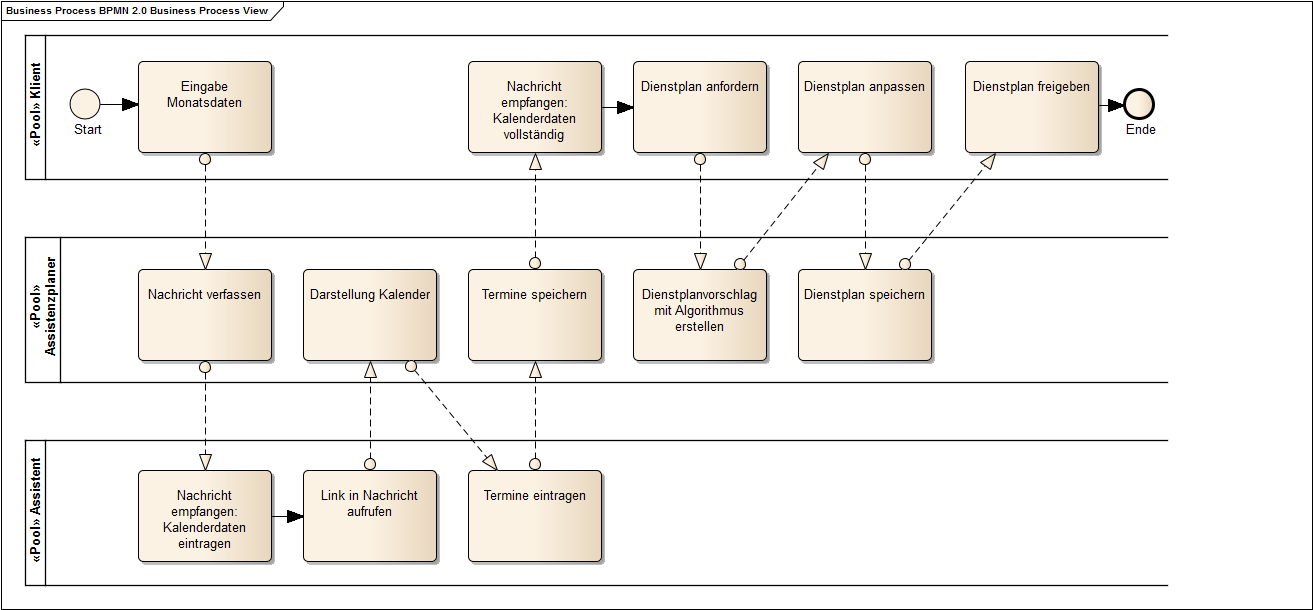 Business Process BPMN 2.0 Business Process View
«Pool» Klient
Start
Eingabe
Monatsdaten
Nachricht
empfangen:
Kalenderdaten
vollständig
Dienstplan anfordern
Dienstplan anpassen
Dienstplan freigeben
Ende
«Pool»
Assistenzplaner
Nachricht verfassen
Darstellung Kalender
Termine speichern
Dienstplanvorschlag
mit Algorithmus
erstellen
Dienstplan speichern
«Pool» Assistent
Nachricht
empfangen:
Kalenderdaten
eintragen
Link in Nachricht
aufrufen
Termine eintragen